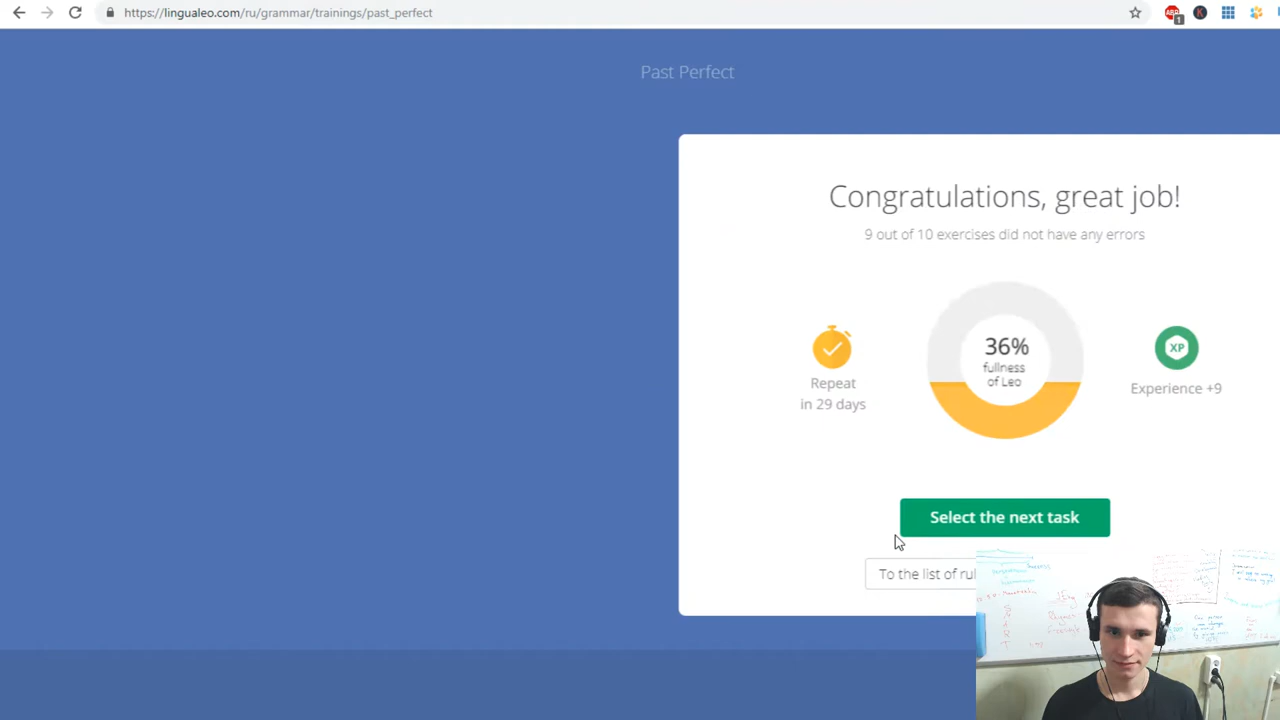 https://lingualeo.com/ru/grammar/trainings/past_perfect
ABP
1
K
Past Perfect
Congratulations, great job!
9 out of 10 exercises did not have any errors
36%
fullness
of Leo
XP
Repeat
in 29 days
Experience +9
Select the next task
To the list of rul